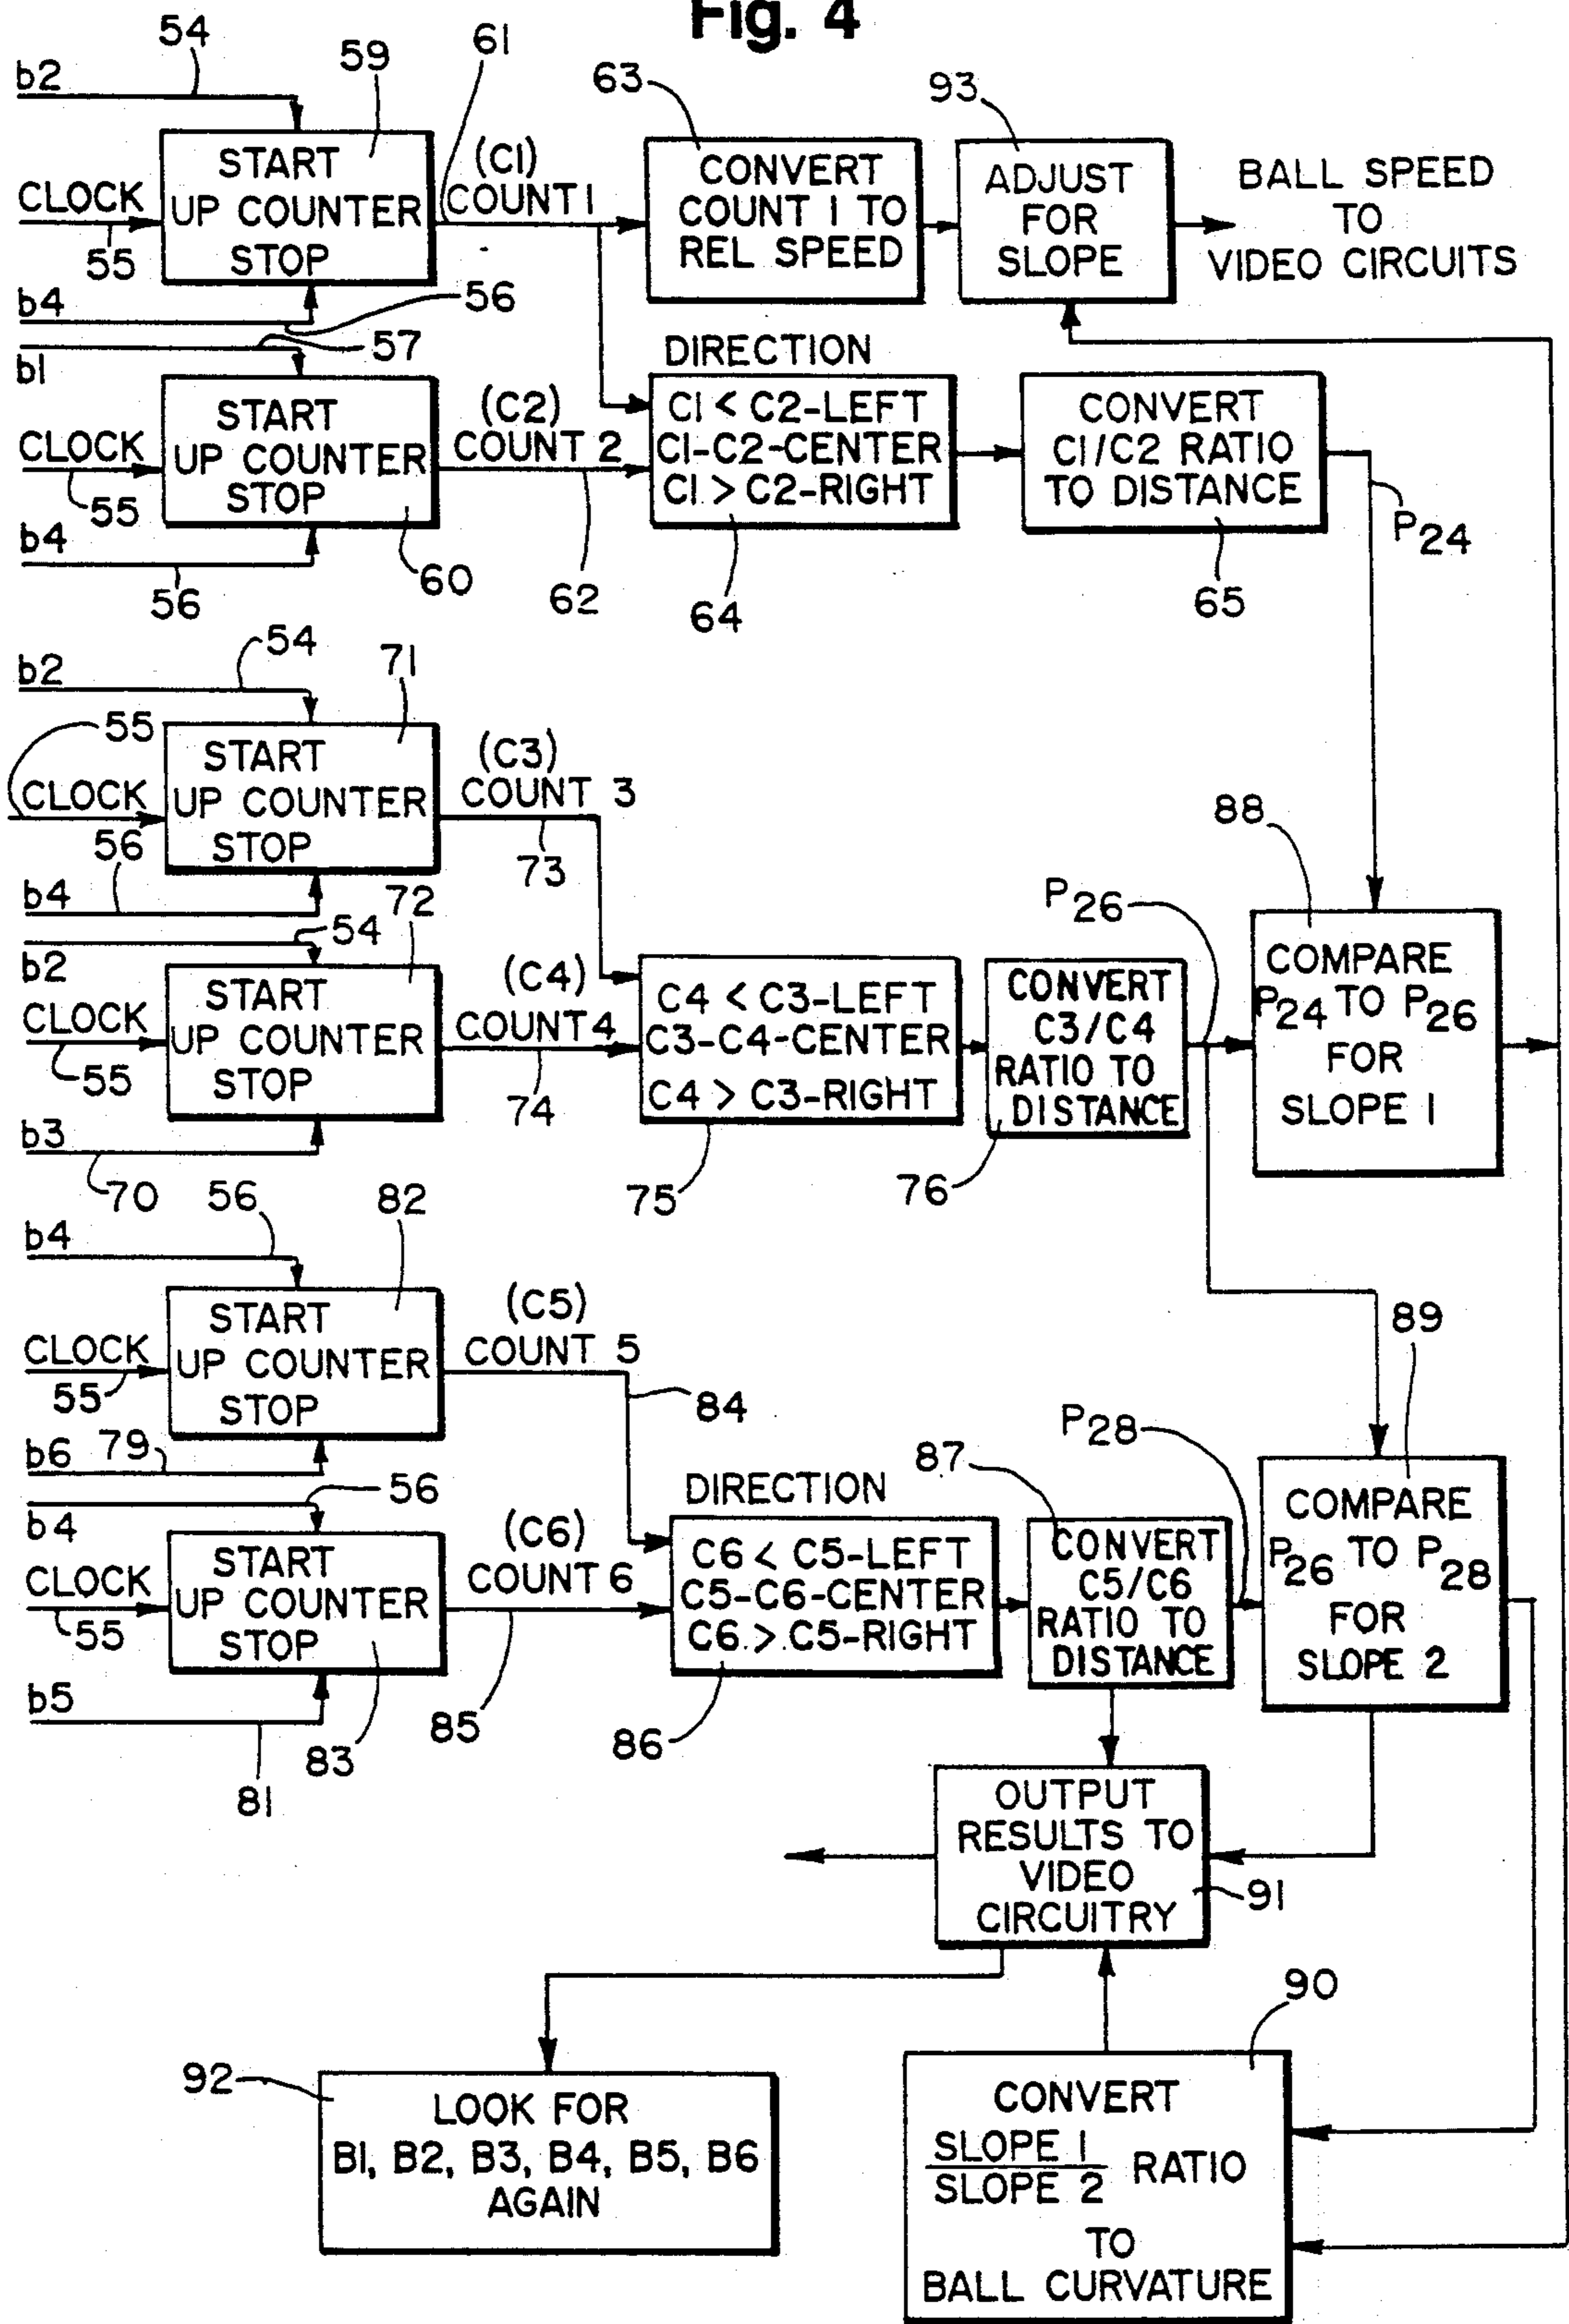 Fig. 4
54
61
b2
59
63
93
START
UP COUNTER
STOP
(C1)
COUNT 1
CONVERT
COUNT 1 TO
REL SPEED
ADJUST
FOR
SLOPE
BALL SPEED
TO
VIDEO CIRCUITS
CLOCK
55
b4
56
57
b1
DIRECTION
START
UP COUNTER
STOP
(C2)
COUNT 2
C1 < C2-LEFT
C1-C2-CENTER
C1 > C2-RIGHT
CONVERT
C1/C2 RATIO
TO DISTANCE
CLOCK
55
P24
b4
56
60
62
64
65
b2
54
71
55
START
UP COUNTER
STOP
(C3)
COUNT 3
CLOCK
56
73
88
b4
72
54
P26
b2
START
UP COUNTER
STOP
(C4)
COUNT 4
C4 < C3-LEFT
C3-C4-CENTER
C4 > C3-RIGHT
CONVERT
C3/C4
RATIO TO
DISTANCE
COMPARE
P24 TO P26
FOR
SLOPE 1
CLOCK
55
74
b3
70
75
76
56
82
b4
START
UP COUNTER
STOP
(C5)
COUNT 5
89
CLOCK
55
84
b6
79
P28
87
56
b4
DIRECTION
START
UP COUNTER
STOP
(C6)
COUNT 6
C6 < C5-LEFT
C5-C6-CENTER
C6 > C5-RIGHT
CONVERT
C5/C6
RATIO TO
DISTANCE
COMPARE
P26 TO P28
FOR
SLOPE 2
CLOCK
55
b5
81
83
85
86
OUTPUT
RESULTS TO
VIDEO
CIRCUITRY
91
90
92
LOOK FOR
B1, B2, B3, B4, B5, B6
AGAIN
CONVERT
SLOPE 1
SLOPE 2 RATIO
TO
BALL CURVATURE